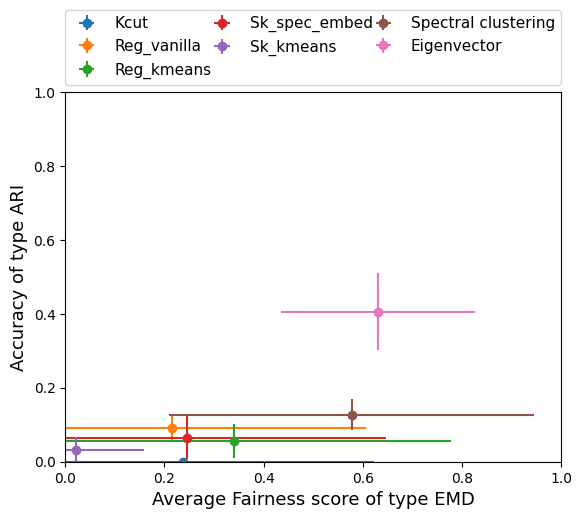 Kcut
Reg_vanilla
Reg_kmeans
Sk_spec_embed
Sk_kmeans
Spectral clustering
Eigenvector
1.0
0.8
0.6
0.4
0.2
0.0
Accuracy of type ARI
0.0 0.2 0.4 0.6 0.8 1.0
Average Fairness score of type EMD